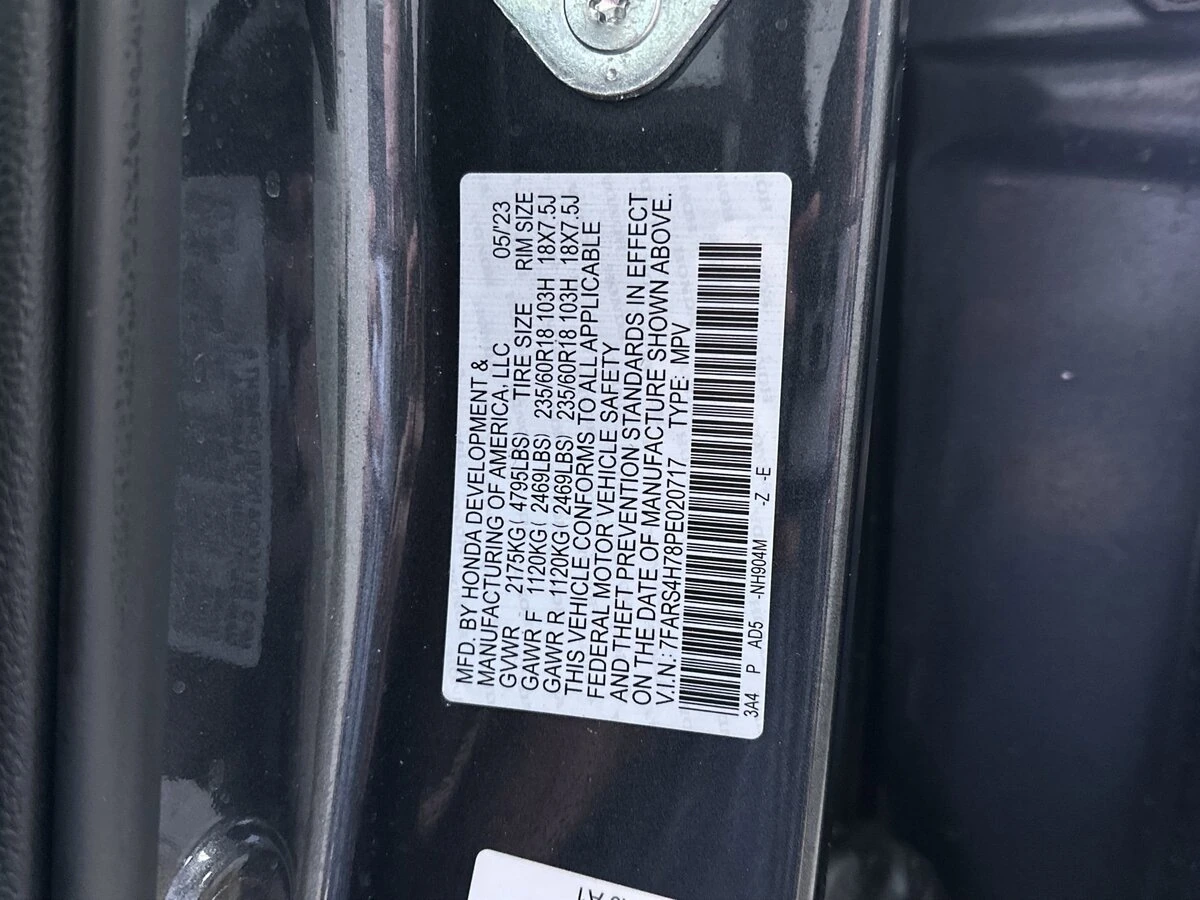 MFD. BY HONDA DEVELOPMENT &
MANUFACTURING OF AMERICA, LLC 05/'23
GVWR 2175KG( 4795LBS) TIRE SIZE RIM SIZE
GAWR F 1120KG( 2469LBS) 235/60R18 103H 18X7.5J
GAWR R 1120KG( 2469LBS) 235/60R18 103H 18X7.5J
THIS VEHICLE CONFORMS TO ALL APPLICABLE
FEDERAL MOTOR VEHICLE SAFETY
AND THEFT PREVENTION STANDARDS IN EFFECT
ON THE DATE OF MANUFACTURE SHOWN ABOVE.
V.I.N.:7FARS4H78PE020717 TYPE: MPV
3A4 P AD5 -NH904M -Z -E